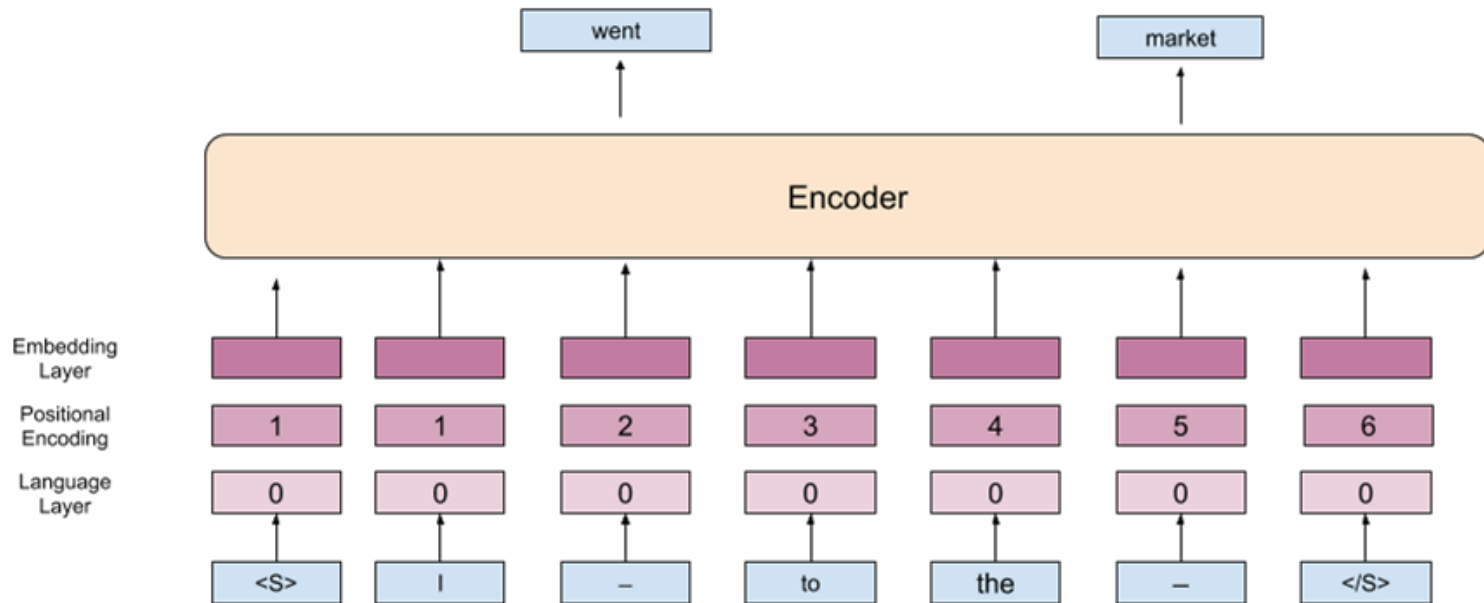 went
market
Encoder
Embedding
Layer
Positional
Encoding
1 1 2 3 4 5 6
Language
Layer
0 0 0 0 0 0 0
<S> I – to the – </S>